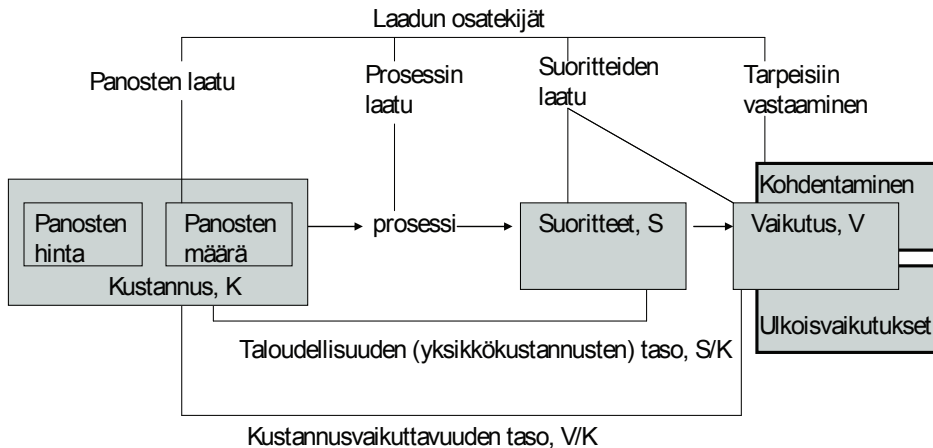 Laadun osatekijät
Panosten laatu
Prosessin
laatu
Suoritteiden
laatu
Tarpeisiin
vastaaminen
Kohdentaminen
Panosten
hinta
Panosten
määrä
Kustannus, K
prosessi
Suoritteet, S
Vaikutus, V
Ulkoisvaikutukset
Taloudellisuuden (yksikkökustannusten) taso, S/K
Kustannusvaikuttavuuden taso, V/K